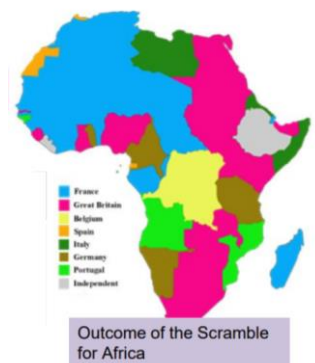 France
Great Britain
Belgium
Spain
Italy
Germany
Portugal
Independent
Outcome of the Scramble
for Africa